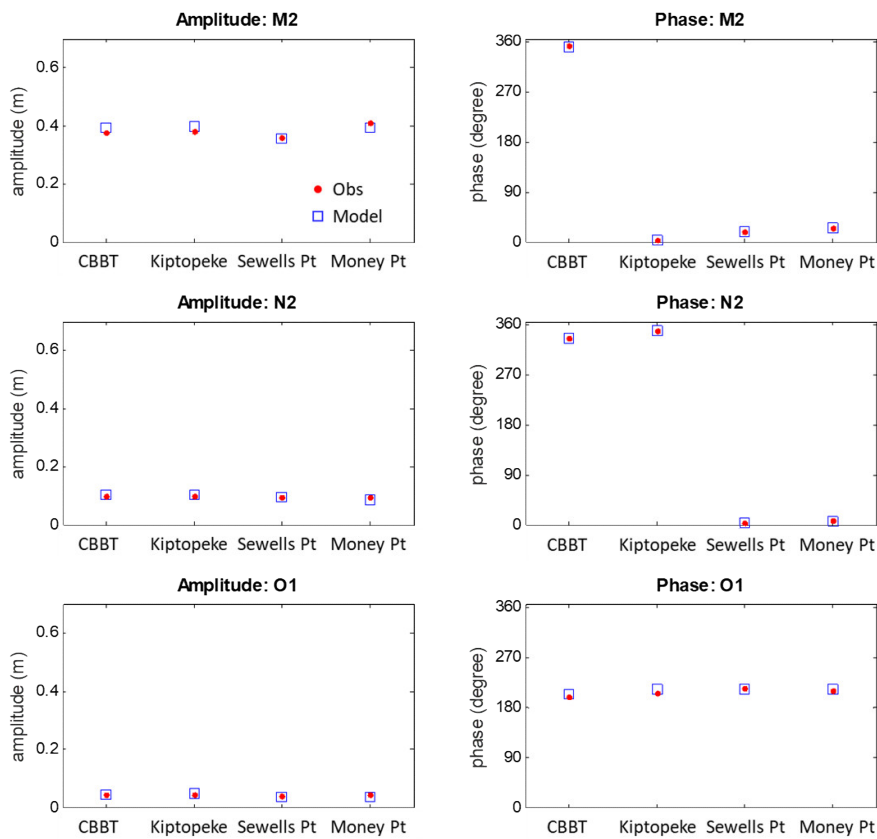 Amplitude: M2
amplitude (m)
0.6
0.4
0.2
0
Obs
Model
CBBT Kiptopeke Sewells Pt Money Pt
Phase: M2
phase (degree)
360
270
180
90
0
CBBT Kiptopeke Sewells Pt Money Pt
Amplitude: N2
amplitude (m)
0.6
0.4
0.2
0
CBBT Kiptopeke Sewells Pt Money Pt
Phase: N2
phase (degree)
360
270
180
90
0
CBBT Kiptopeke Sewells Pt Money Pt
Amplitude: O1
amplitude (m)
0.6
0.4
0.2
0
CBBT Kiptopeke Sewells Pt Money Pt
Phase: O1
phase (degree)
360
270
180
90
0
CBBT Kiptopeke Sewells Pt Money Pt